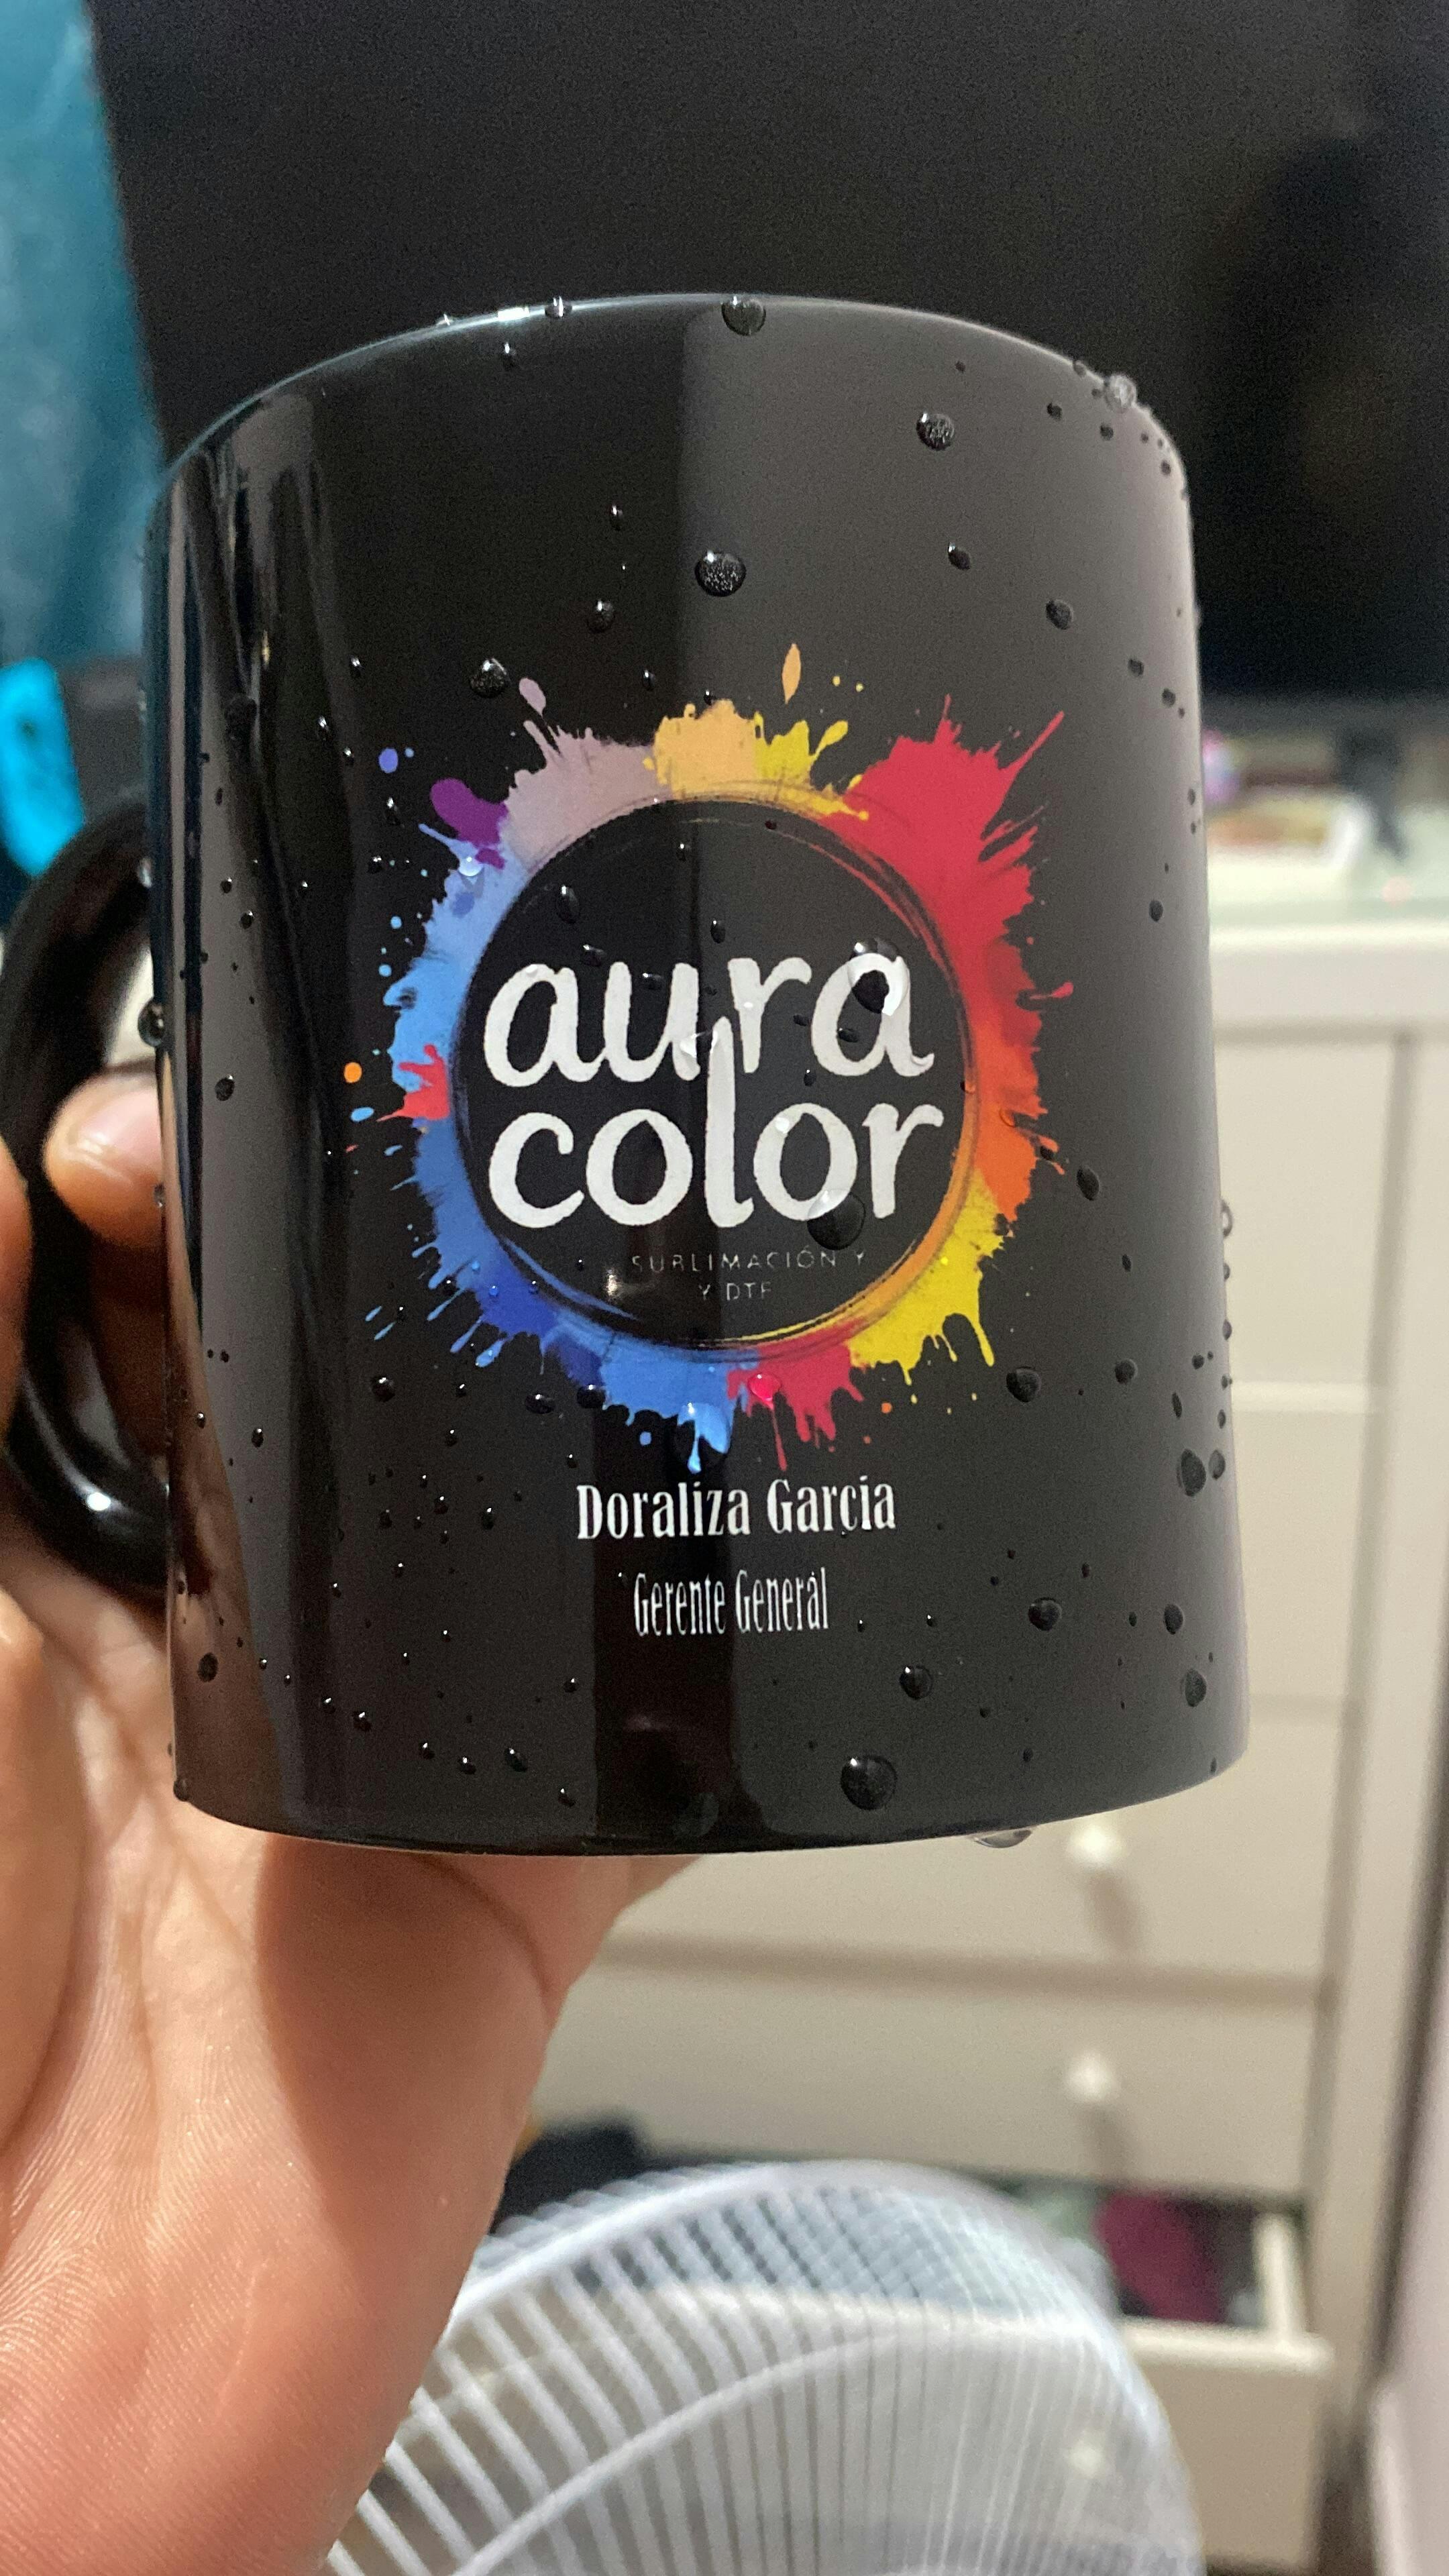 aura
color
SUBLIMACIÓN Y
Y DTF
Doraliza Garcia
Gerente General